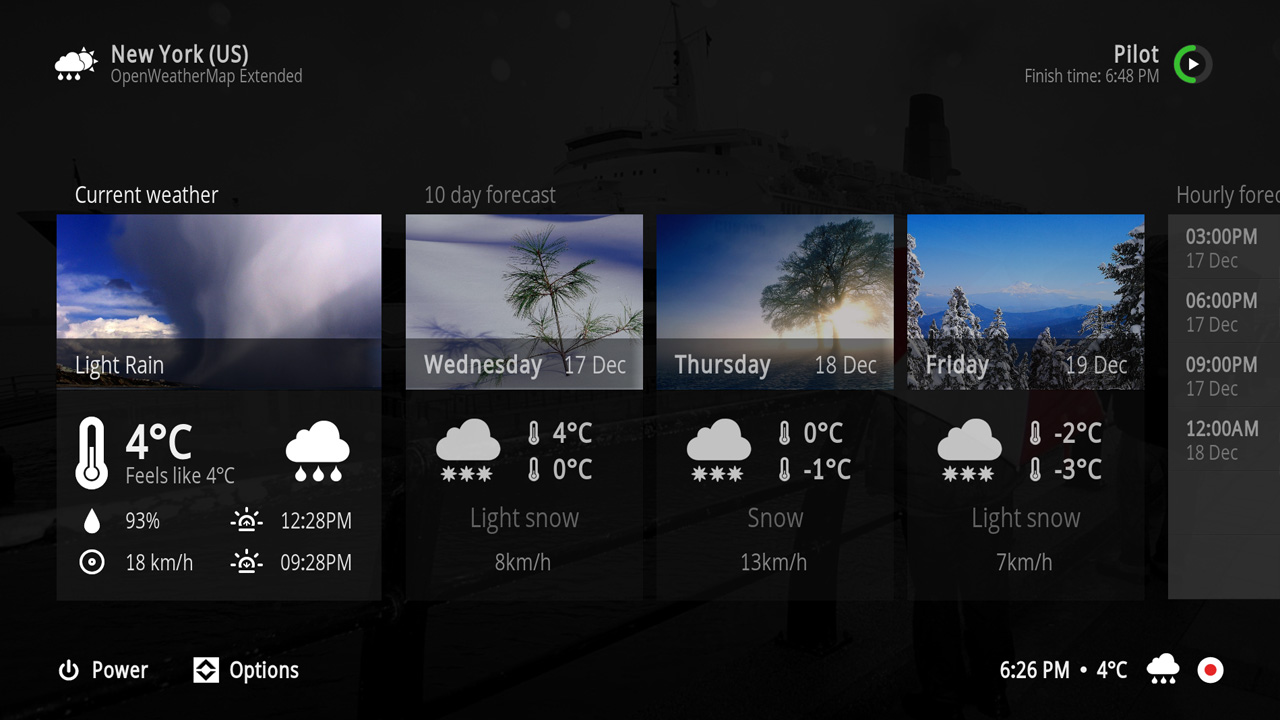 New York (US)
OpenWeatherMap Extended
Pilot
Finish time: 6:48 PM
Current weather
Light Rain
4°C
Feels like 4°C
93%
12:28PM
18 km/h
09:28PM
10 day forecast
Wednesday 17 Dec
4°C
0°C
Light snow
8km/h
Thursday 18 Dec
0°C
-1°C
Snow
13km/h
Friday 19 Dec
-2°C
-3°C
Light snow
7km/h
Hourly forec
03:00PM
17 Dec
06:00PM
17 Dec
09:00PM
17 Dec
12:00AM
18 Dec
Power
Options
6:26 PM • 4°C